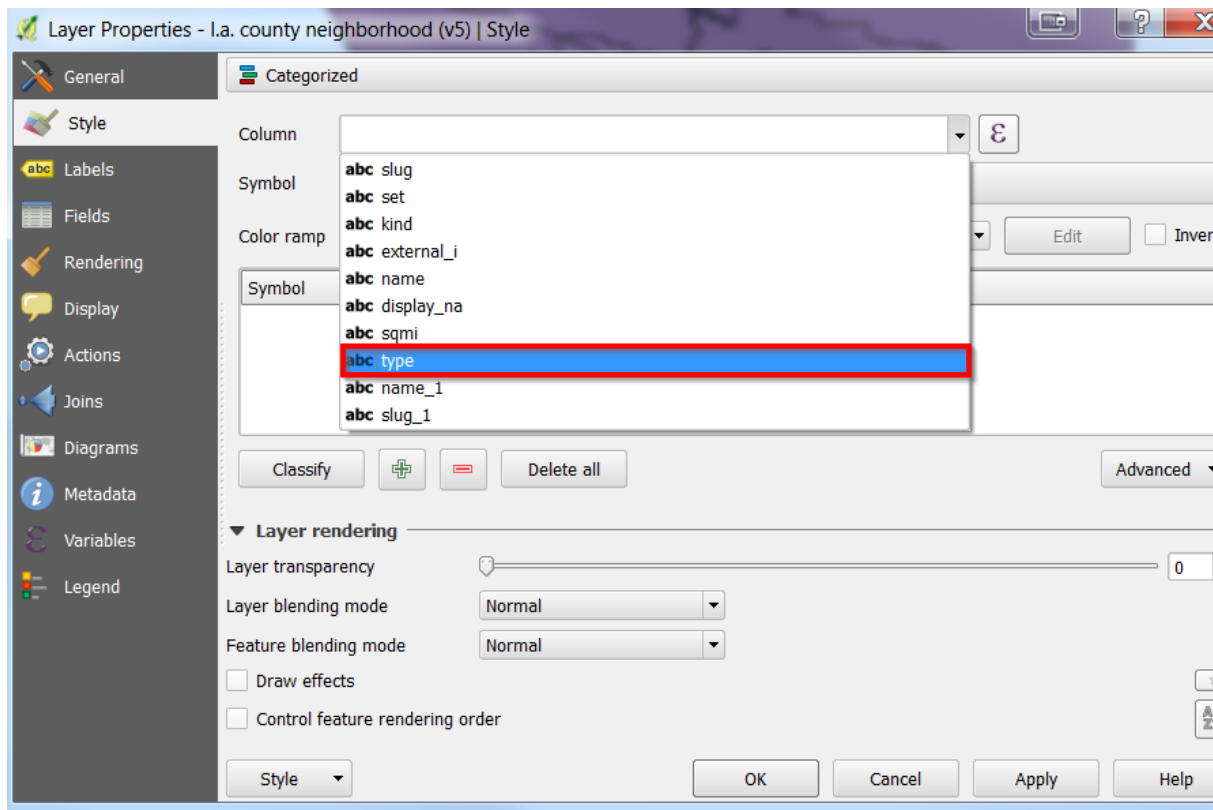 Layer Properties - l.a. county neighborhood (v5) | Style
General
Style
abc Labels
Fields
Rendering
Display
Actions
Joins
Diagrams
Metadata
Variables
Legend
Categorized
Column
ε
abc slug
abc set
abc kind
abc external_i
abc name
abc display_na
abc sqmi
abc type
abc name_1
abc slug_1
Symbol
Color ramp
Edit
Inver
Symbol
Classify
Delete all
Advanced
Layer rendering
Layer transparency
0
Layer blending mode
Normal
Feature blending mode
Normal
Draw effects
Control feature rendering order
A
Z
Style
OK
Cancel
Apply
Help